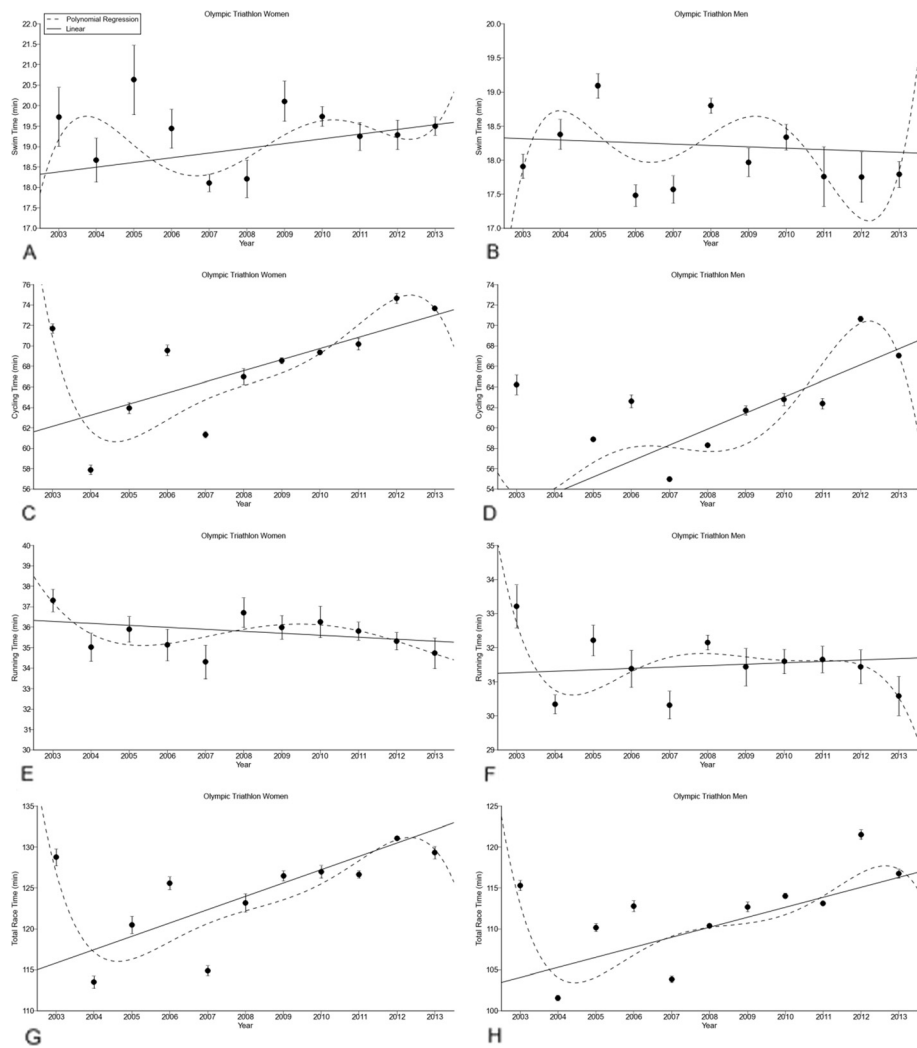 Olympic Triathlon Women
Polynomial Regression
Linear
22.0
21.5
21.0
20.5
20.0
19.5
19.0
18.5
18.0
17.5
17.0
Swim Time (min)
2003 2004 2005 2006 2007 2008 2009 2010 2011 2012 2013
Year
A
Olympic Triathlon Men
20.0
19.5
19.0
18.5
18.0
17.5
17.0
Swim Time (min)
2003 2004 2005 2006 2007 2008 2009 2010 2011 2012 2013
Year
B
Olympic Triathlon Women
76
74
72
70
68
66
64
62
60
58
56
Cycling Time (min)
2003 2004 2005 2006 2007 2008 2009 2010 2011 2012 2013
Year
C
Olympic Triathlon Men
74
70
66
62
58
54
Cycling Time (min)
2003 2004 2005 2006 2007 2008 2009 2010 2011 2012 2013
Year
D
Olympic Triathlon Women
40
39
38
37
36
35
34
33
32
31
30
Running Time (min)
2003 2004 2005 2006 2007 2008 2009 2010 2011 2012 2013
Year
E
Olympic Triathlon Men
35
34
33
32
31
30
29
Running Time (min)
2003 2004 2005 2006 2007 2008 2009 2010 2011 2012 2013
Year
F
Olympic Triathlon Women
135
130
125
120
115
110
Total Race Time (min)
2003 2004 2005 2006 2007 2008 2009 2010 2011 2012 2013
Year
G
Olympic Triathlon Men
125
120
115
110
105
100
Total Race Time (min)
2003 2004 2005 2006 2007 2008 2009 2010 2011 2012 2013
Year
H